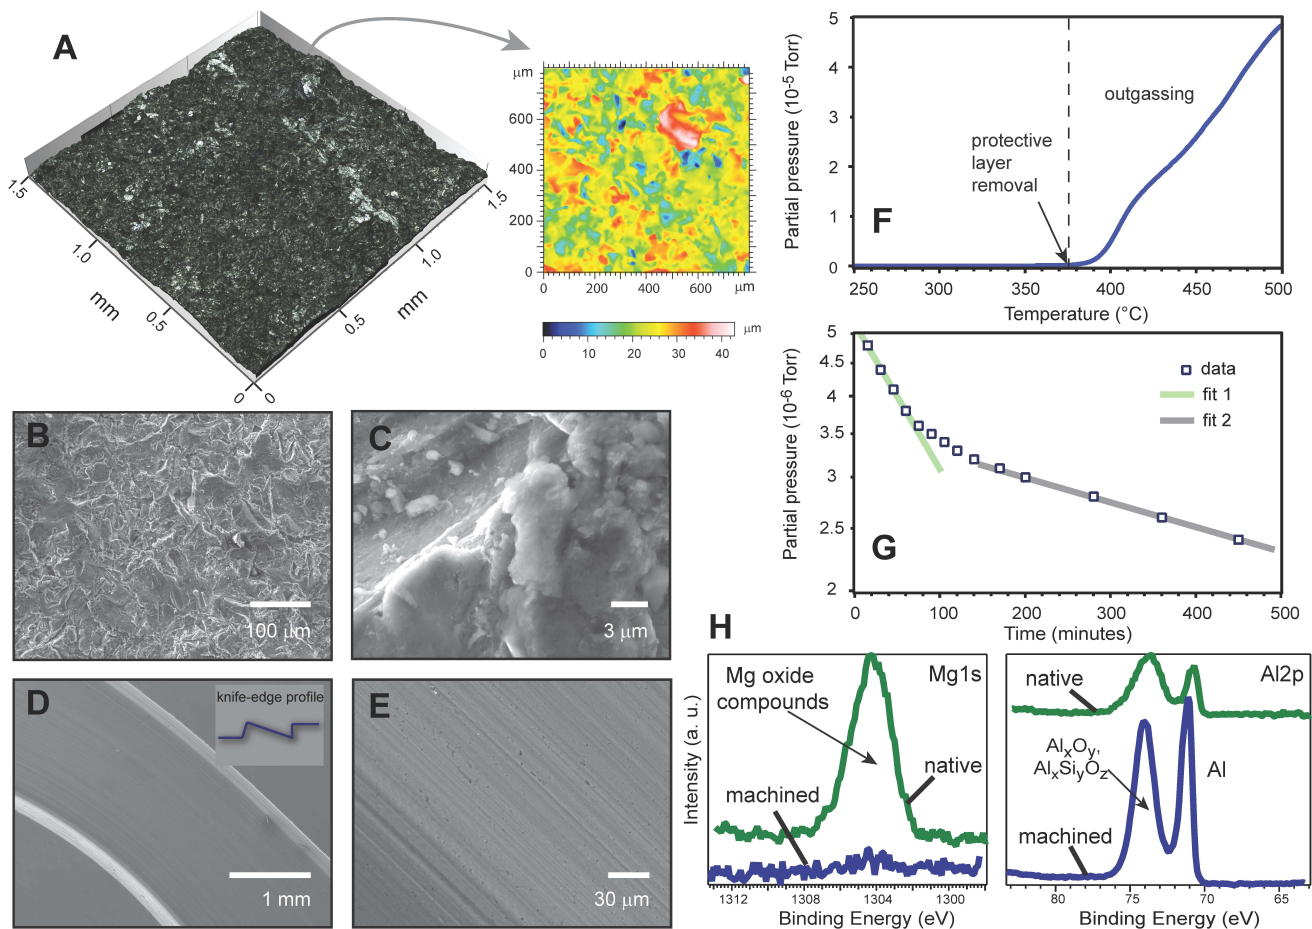 A
1.5
1.0
mm
0.5
0
0
0.5
mm
1.0
1.5
μm
600
400
200
0
0
200
400
600
μm
0
10
20
30
40
μm
B
100 μm
C
3 μm
D
knife-edge profile
1 mm
E
30 μm
Partial pressure (10-5 Torr)
5
4
3
2
1
0
outgassing
protective
layer
removal
F
250
300
350
400
450
500
Temperature (°C)
Partial pressure (10-6 Torr)
5
4.5
4
3.5
3
2.5
2
data
fit 1
fit 2
G
0
100
200
300
400
500
Time (minutes)
H
Intensity (a. u.)
Mg oxide
compounds
Mg1s
native
machined
1312
1308
1304
1300
Binding Energy (eV)
native
Al2p
AlxOy,
AlxSiyOz
Al
machined
80
75
70
65
Binding Energy (eV)